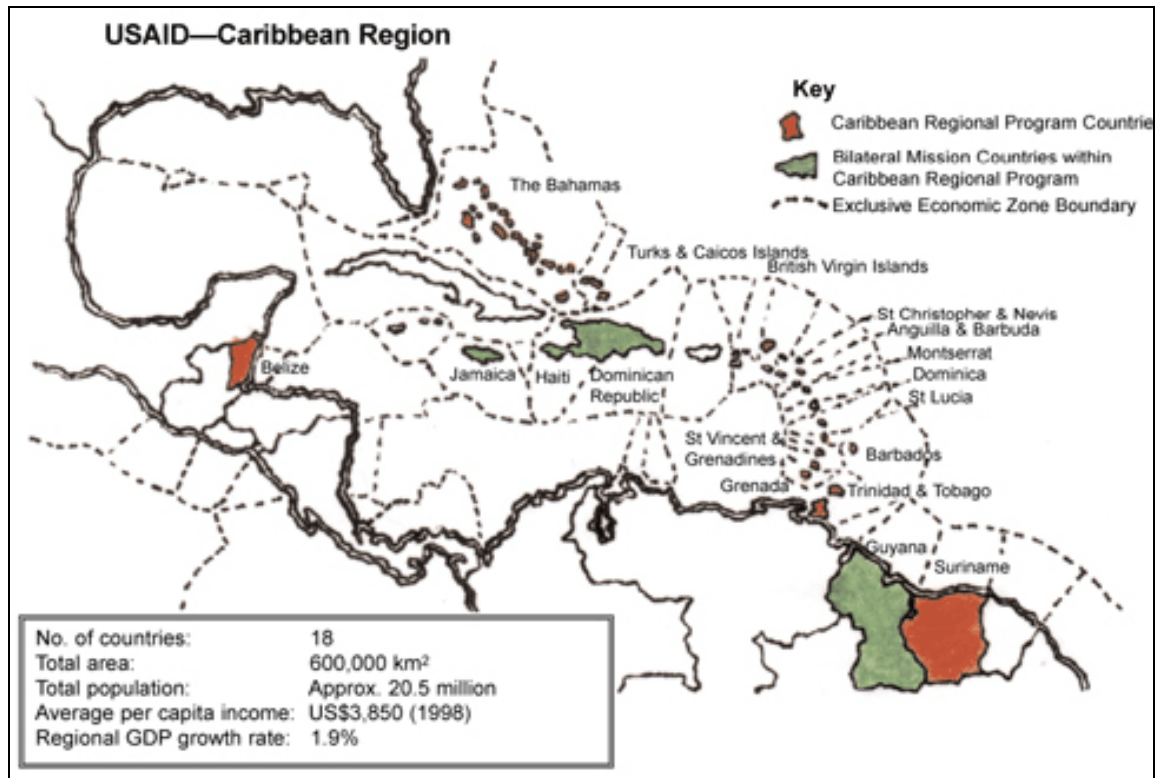 USAID—Caribbean Region
Key
Caribbean Regional Program Countrie
Bilateral Mission Countries within
Caribbean Regional Program
Exclusive Economic Zone Boundary
The Bahamas
Turks & Caicos Islands
British Virgin Islands
St Christopher & Nevis
Anguilla & Barbuda
Montserrat
Dominica
St Lucia
Belize
Jamaica
Haiti
Dominican
Republic
St Vincent &
Grenadines
Barbados
Grenada
Trinidad & Tobago
Guyana
Suriname
No. of countries: 18
Total area: 600,000 km²
Total population: Approx. 20.5 million
Average per capita income: US$3,850 (1998)
Regional GDP growth rate: 1.9%